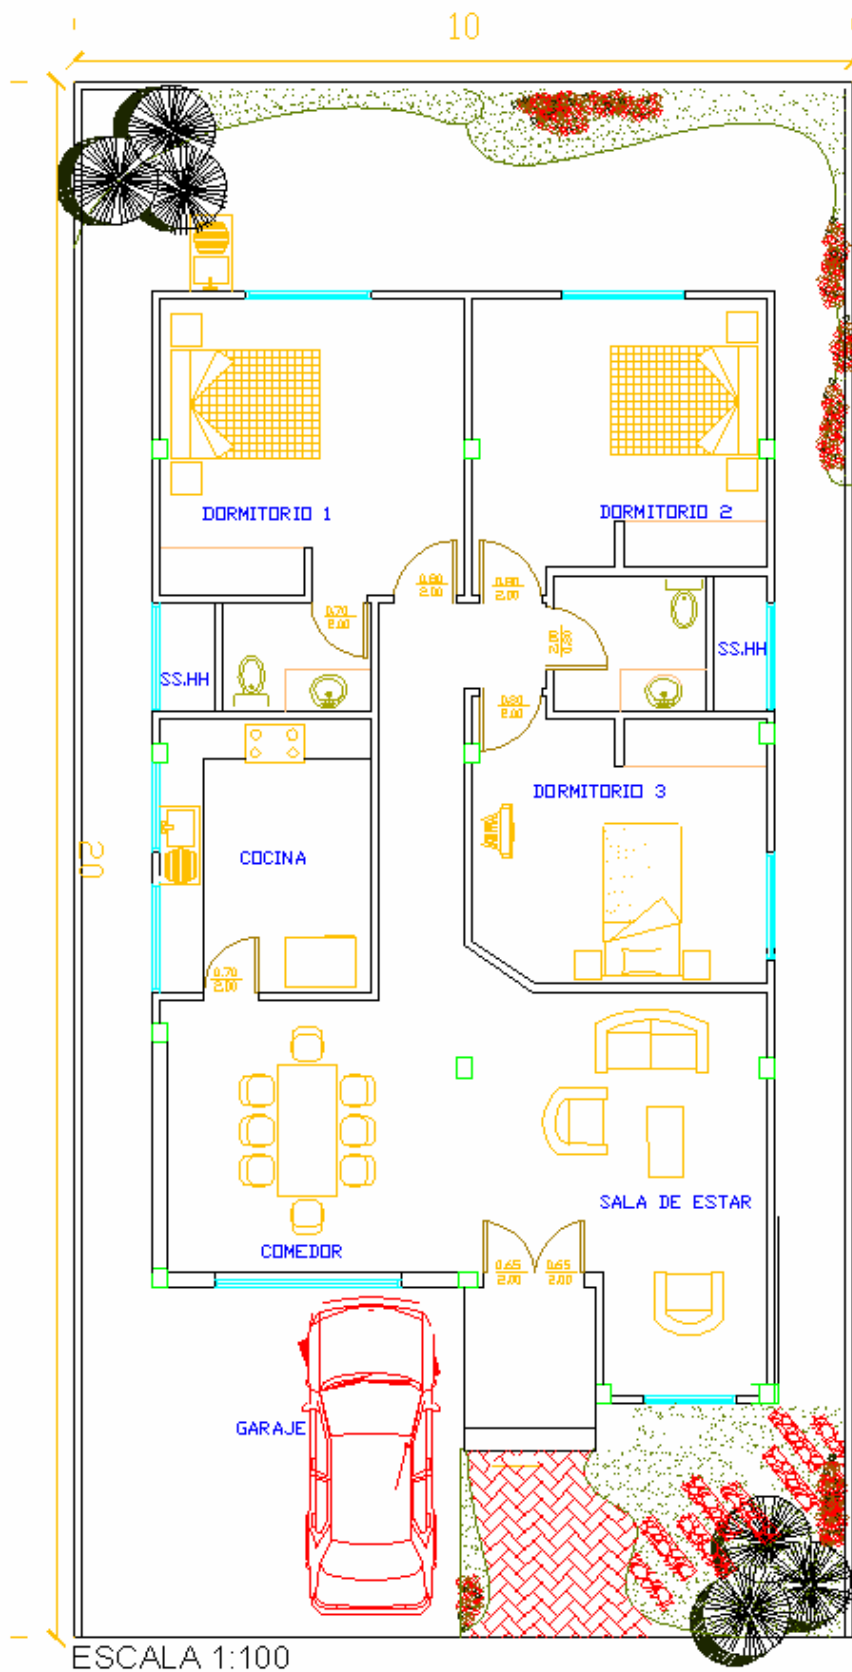 10
DORMITORIO 1
DORMITORIO 2
0.80
2.00
0.80
2.00
0.70
2.00
0.80
2.00
SS.HH
SS.HH
0.80
2.00
DORMITORIO 3
20
COCINA
0.70
2.00
SALA DE ESTAR
COMEDOR
0.65
2.00
0.65
2.00
GARAJE
ESCALA 1:100